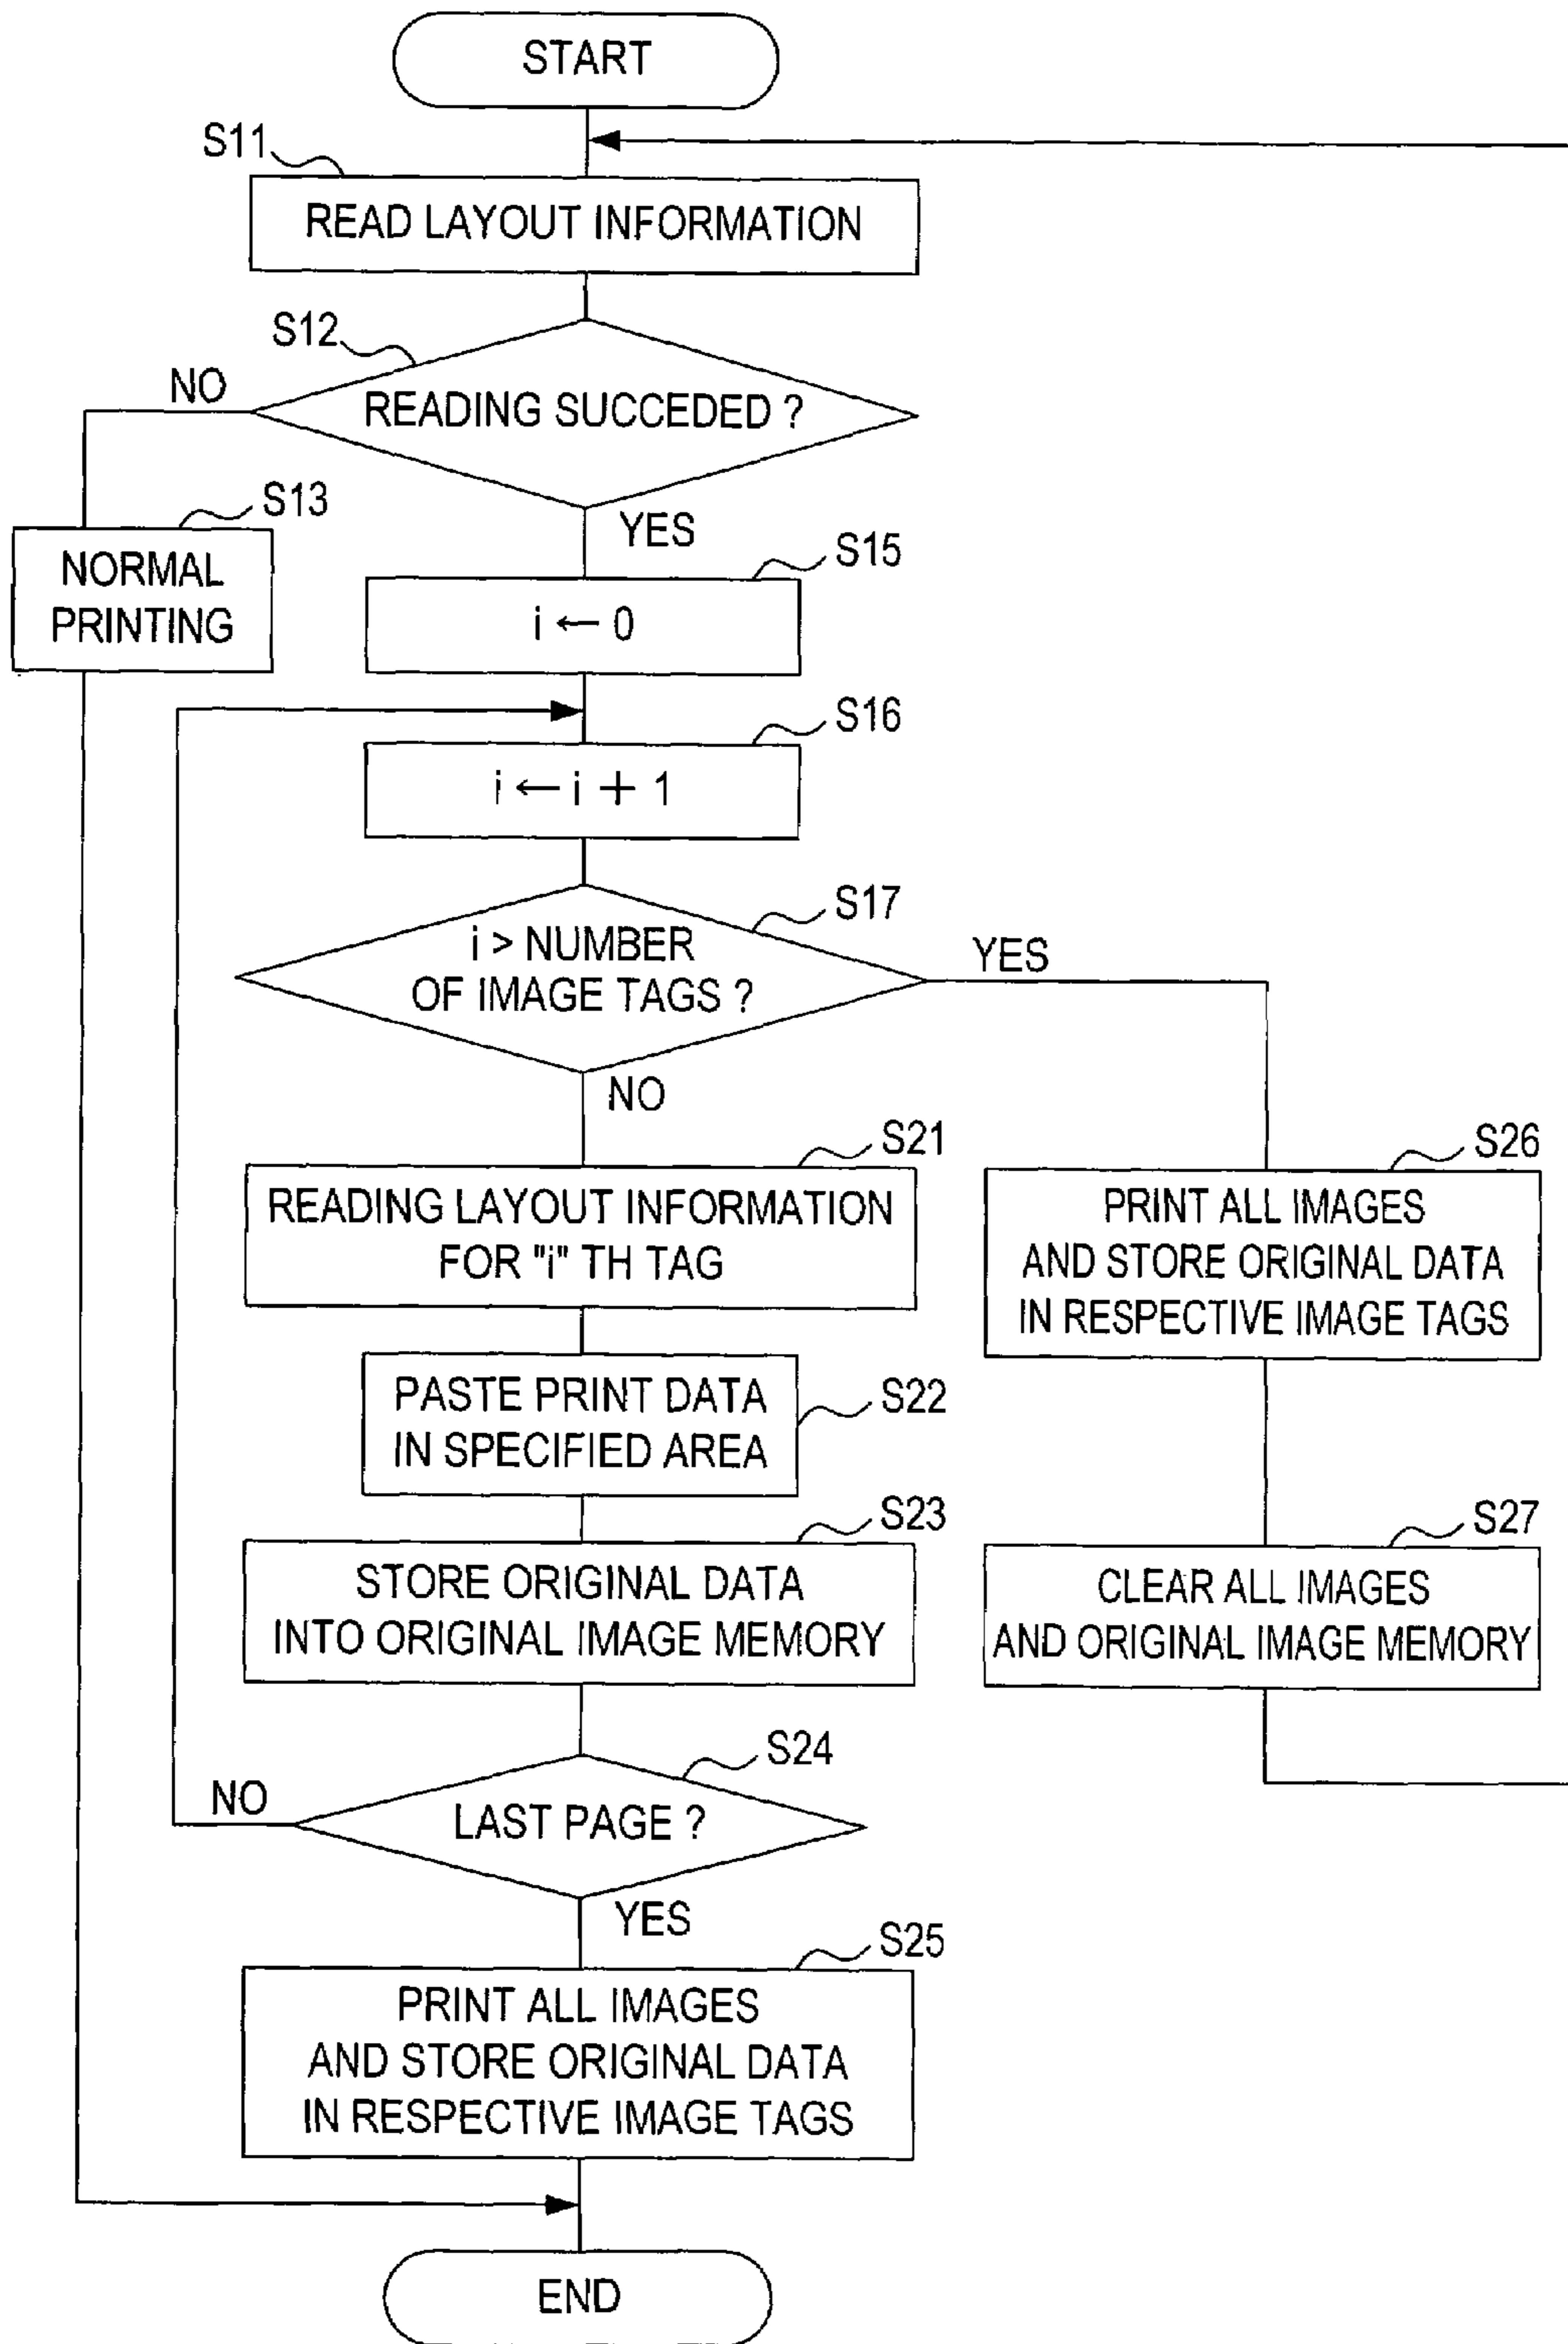 START
S11
READ LAYOUT INFORMATION
S12
NO
READING SUCCEDED ?
YES
S13
NORMAL
PRINTING
S15
i ← 0
S16
i ← i + 1
S17
i > NUMBER
OF IMAGE TAGS ?
YES
NO
S21
READING LAYOUT INFORMATION
FOR "i" TH TAG
S26
PRINT ALL IMAGES
AND STORE ORIGINAL DATA
IN RESPECTIVE IMAGE TAGS
S22
PASTE PRINT DATA
IN SPECIFIED AREA
S23
STORE ORIGINAL DATA
INTO ORIGINAL IMAGE MEMORY
S27
CLEAR ALL IMAGES
AND ORIGINAL IMAGE MEMORY
S24
NO
LAST PAGE ?
YES
S25
PRINT ALL IMAGES
AND STORE ORIGINAL DATA
IN RESPECTIVE IMAGE TAGS
END